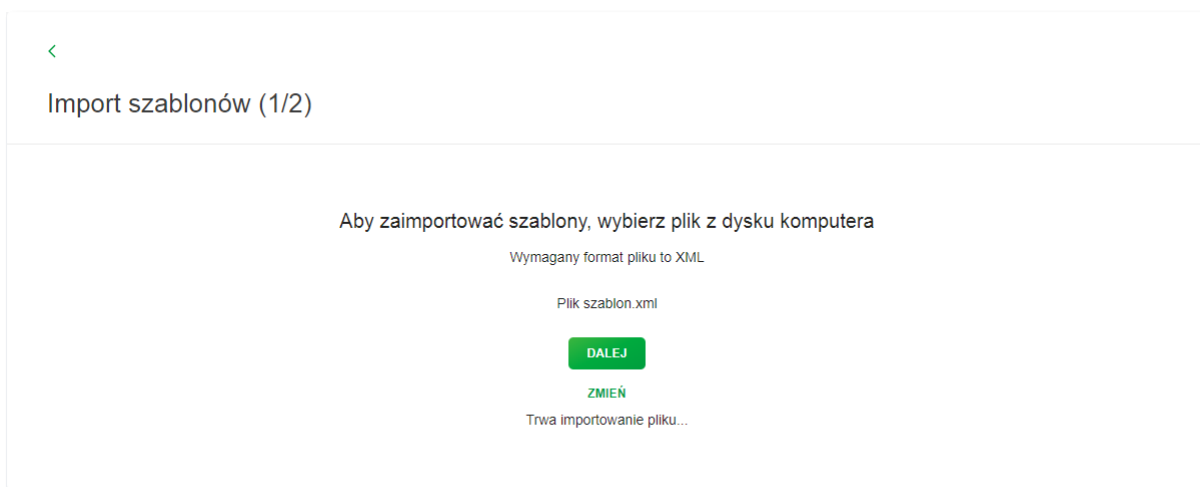 Import szablonów (1/2)
Aby zaimportować szablony, wybierz plik z dysku komputera
Wymagany format pliku to XML
Plik szablon.xml
DALEJ
ZMIEŃ
Trwa importowanie pliku...